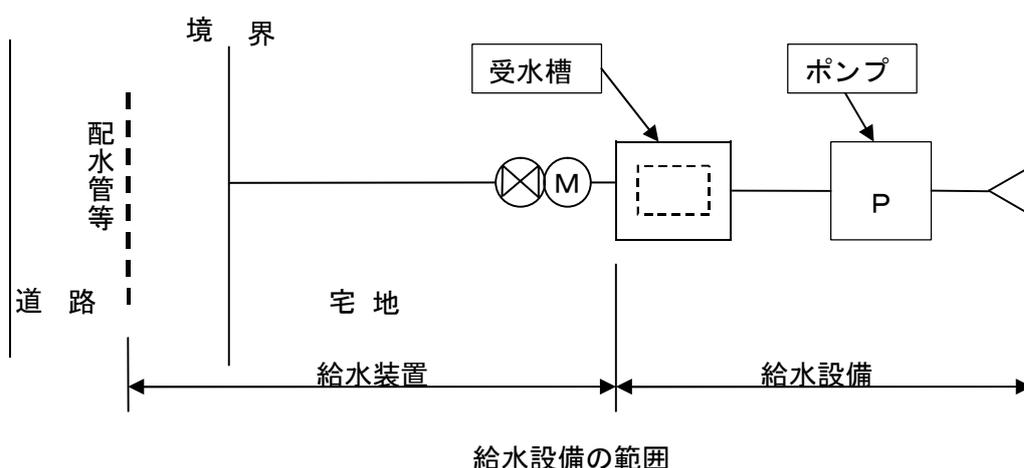 境 界
受水槽
ポンプ
配水管等
M
P
道 路
宅 地
給水装置
給水設備
給水設備の範囲